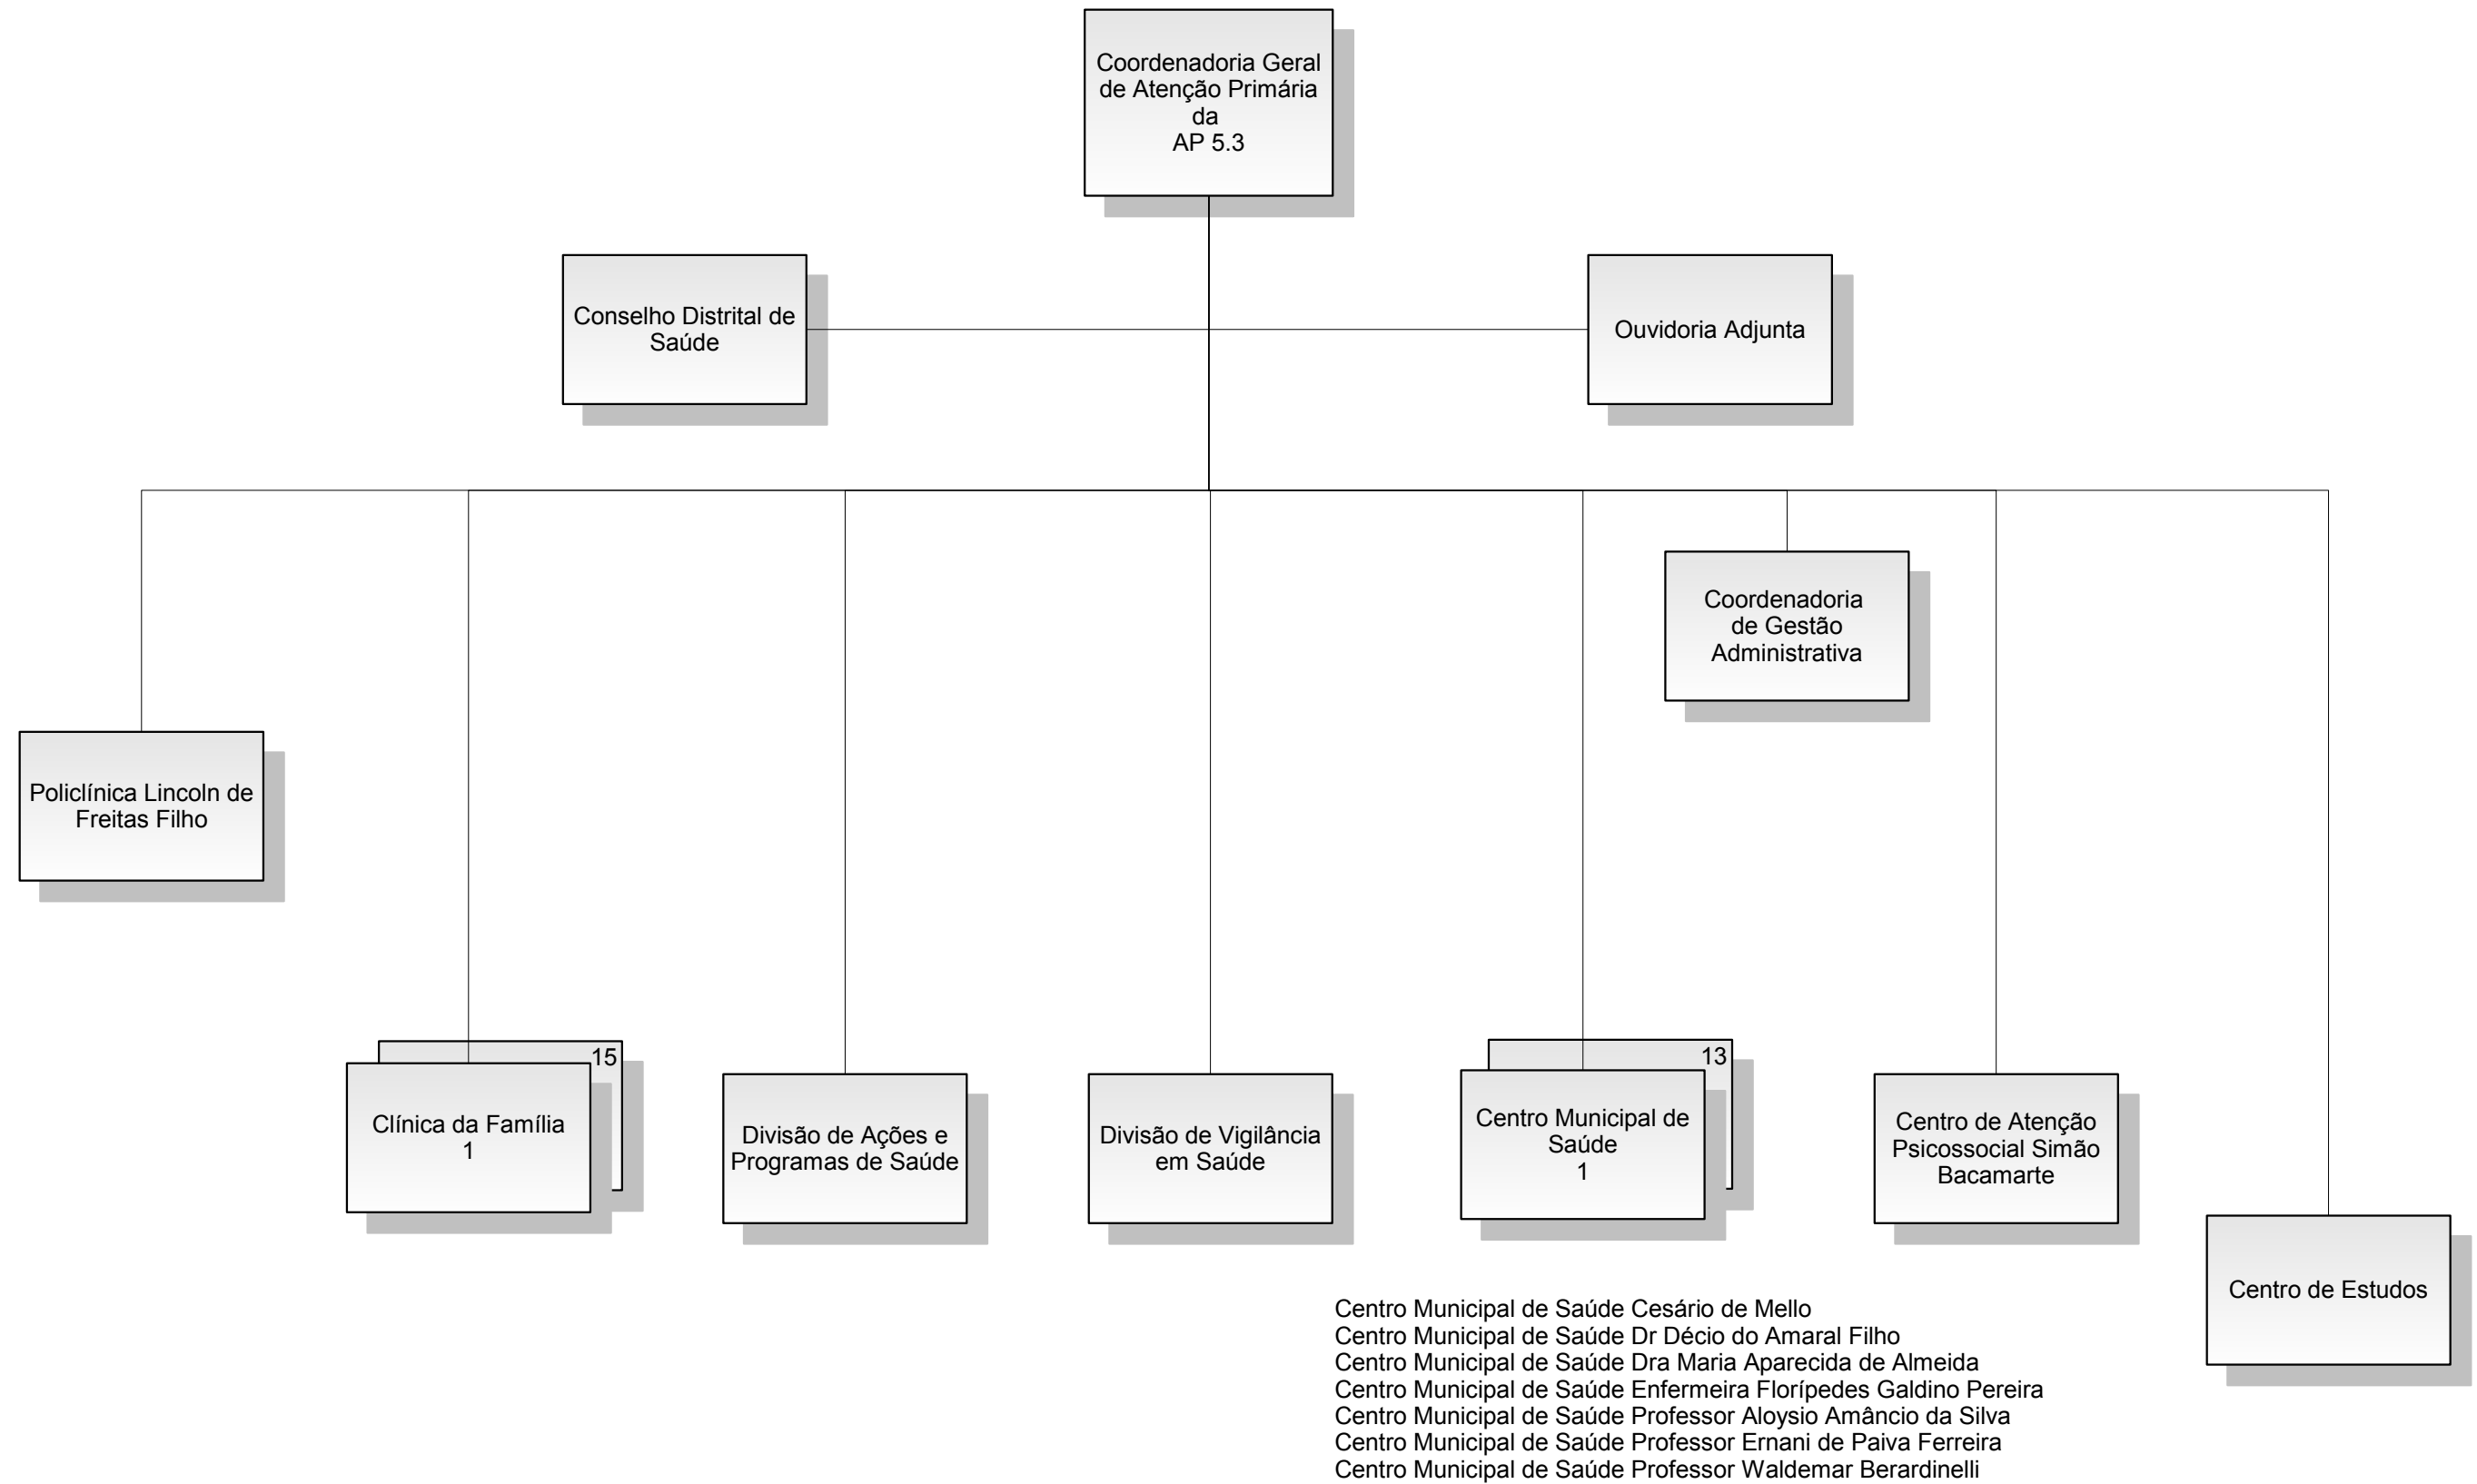 Coordenadoria Geral
de Atenção Primária
da
AP 5.3
Conselho Distrital de
Saúde
Ouvidoria Adjunta
Coordenadoria
de Gestão
Administrativa
Policlínica Lincoln de
Freitas Filho
15
Clínica da Família
1
Divisão de Ações e
Programas de Saúde
Divisão de Vigilância
em Saúde
13
Centro Municipal de
Saúde
1
Centro de Atenção
Psicossocial Simão
Bacamarte
Centro de Estudos
Centro Municipal de Saúde Cesário de Mello
Centro Municipal de Saúde Dr Décio do Amaral Filho
Centro Municipal de Saúde Dra Maria Aparecida de Almeida
Centro Municipal de Saúde Enfermeira Florípedes Galdino Pereira
Centro Municipal de Saúde Professor Aloysio Amâncio da Silva
Centro Municipal de Saúde Professor Ernani de Paiva Ferreira
Centro Municipal de Saúde Professor Waldemar Berardinelli